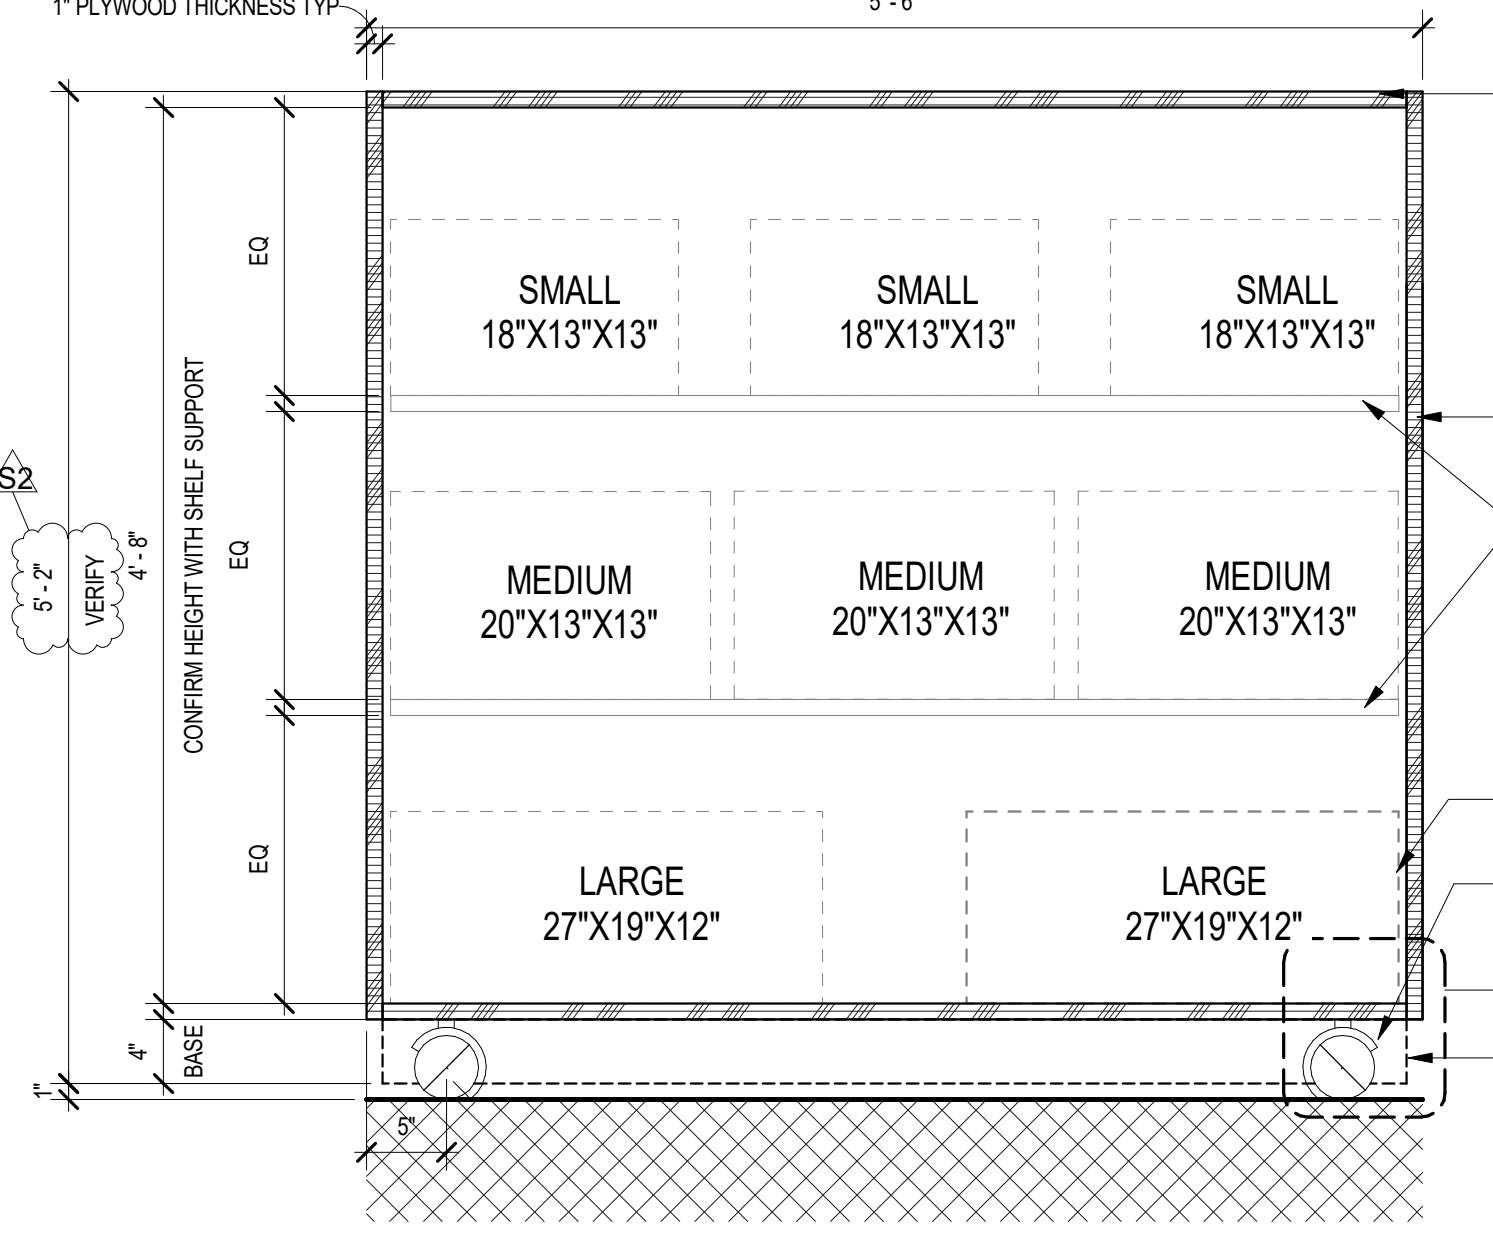 1" PLYWOOD THICKNESS TYP
5' - 6"
EQ
SMALL
18"X13"X13"
SMALL
18"X13"X13"
SMALL
18"X13"X13"
S2
5' - 2"
VERIFY
4' - 8"
CONFIRM HEIGHT WITH SHELF SUPPORT
EQ
MEDIUM
20"X13"X13"
MEDIUM
20"X13"X13"
MEDIUM
20"X13"X13"
EQ
LARGE
27"X19"X12"
LARGE
27"X19"X12"
4"
BASE
1"
5"